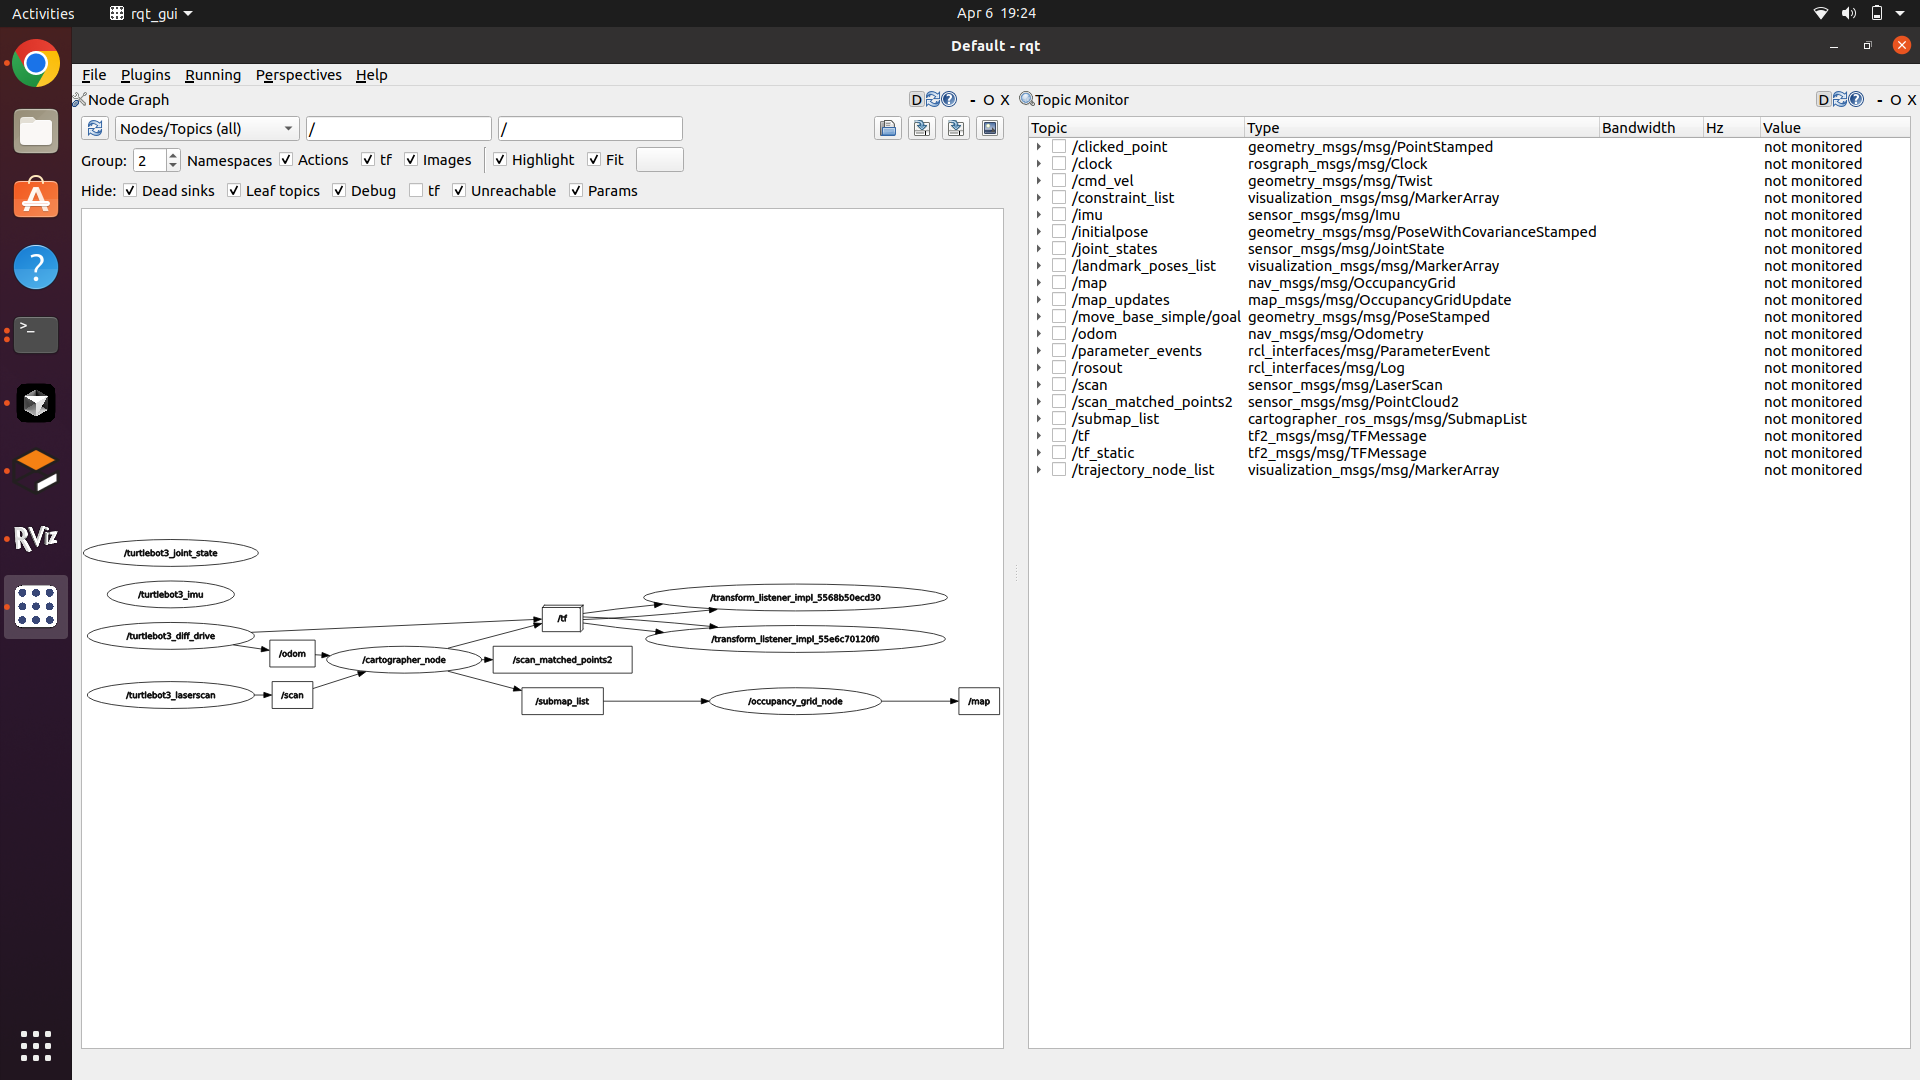 Activities rqt_gui Apr 6 19:24
Default - rqt
File Plugins Running Perspectives Help
Node Graph D - O X
Nodes/Topics (all) / /
Group: 2 Namespaces Actions tf Images Highlight Fit
Hide: Dead sinks Leaf topics Debug tf Unreachable Params
/turtlebot3_joint_state
/turtlebot3_imu
/turtlebot3_diff_drive
/turtlebot3_laserscan
/odom
/scan
/cartographer_node
/tf
/scan_matched_points2
/submap_list
/transform_listener_impl_5568b50ecd30
/transform_listener_impl_55e6c70120f0
/occupancy_grid_node
/map
Topic Monitor D - O X
Topic Type Bandwidth Hz Value
/clicked_point geometry_msgs/msg/PointStamped not monitored
/clock rosgraph_msgs/msg/Clock not monitored
/cmd_vel geometry_msgs/msg/Twist not monitored
/constraint_list visualization_msgs/msg/MarkerArray not monitored
/imu sensor_msgs/msg/Imu not monitored
/initialpose geometry_msgs/msg/PoseWithCovarianceStamped not monitored
/joint_states sensor_msgs/msg/JointState not monitored
/landmark_poses_list visualization_msgs/msg/MarkerArray not monitored
/map nav_msgs/msg/OccupancyGrid not monitored
/map_updates map_msgs/msg/OccupancyGridUpdate not monitored
/move_base_simple/goal geometry_msgs/msg/PoseStamped not monitored
/odom nav_msgs/msg/Odometry not monitored
/parameter_events rcl_interfaces/msg/ParameterEvent not monitored
/rosout rcl_interfaces/msg/Log not monitored
/scan sensor_msgs/msg/LaserScan not monitored
/scan_matched_points2 sensor_msgs/msg/PointCloud2 not monitored
/submap_list cartographer_ros_msgs/msg/SubmapList not monitored
/tf tf2_msgs/msg/TFMessage not monitored
/tf_static tf2_msgs/msg/TFMessage not monitored
/trajectory_node_list visualization_msgs/msg/MarkerArray not monitored
RViz